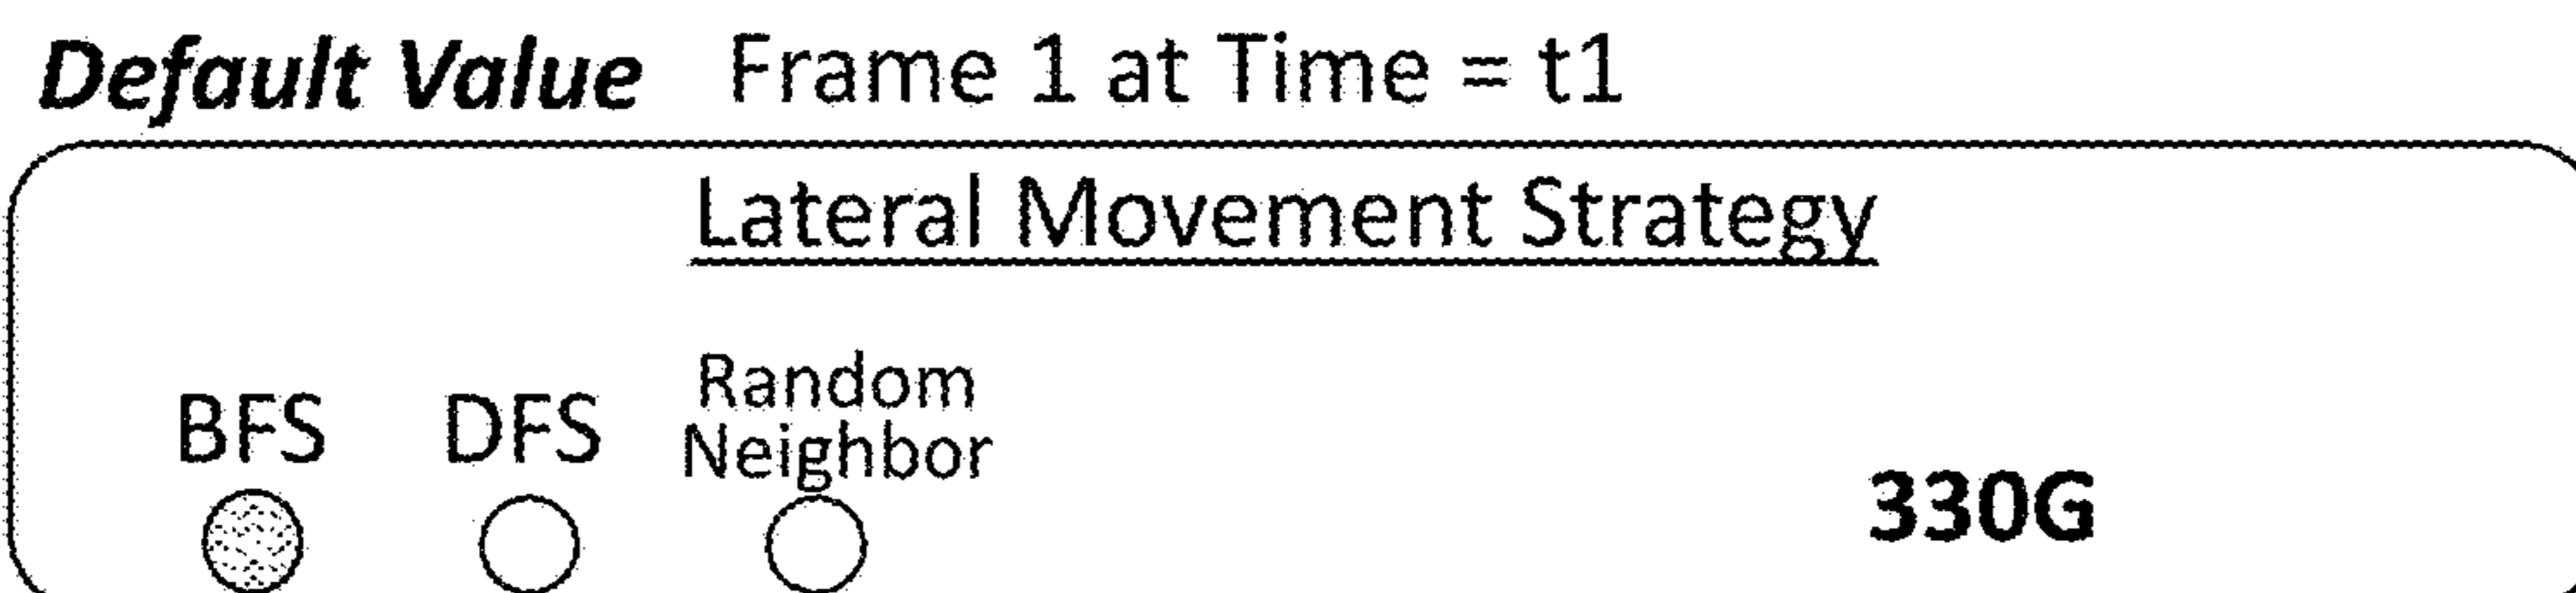 Default Value Frame 1 at Time = t1
Lateral Movement Strategy
Random
BFS DFS Neighbor
330G